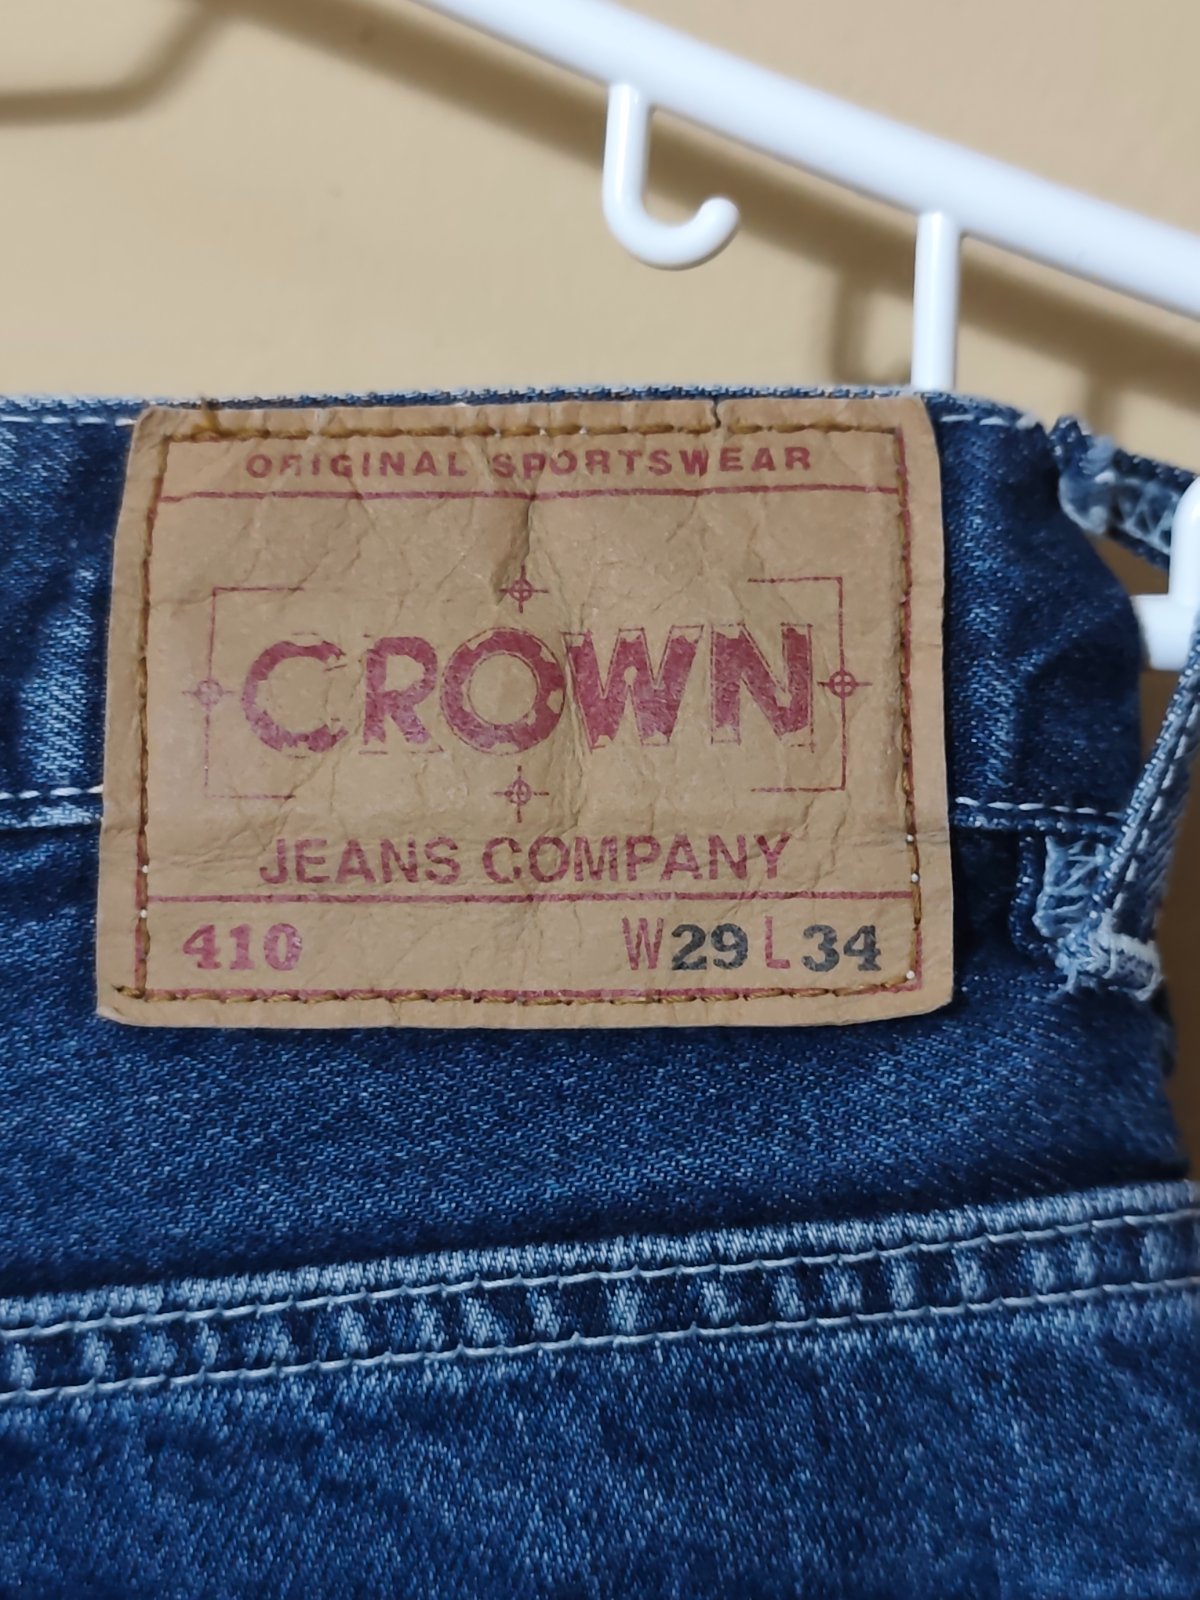 ORIGINAL SPORTSWEAR
CROWN
JEANS COMPANY
410 W29 L34